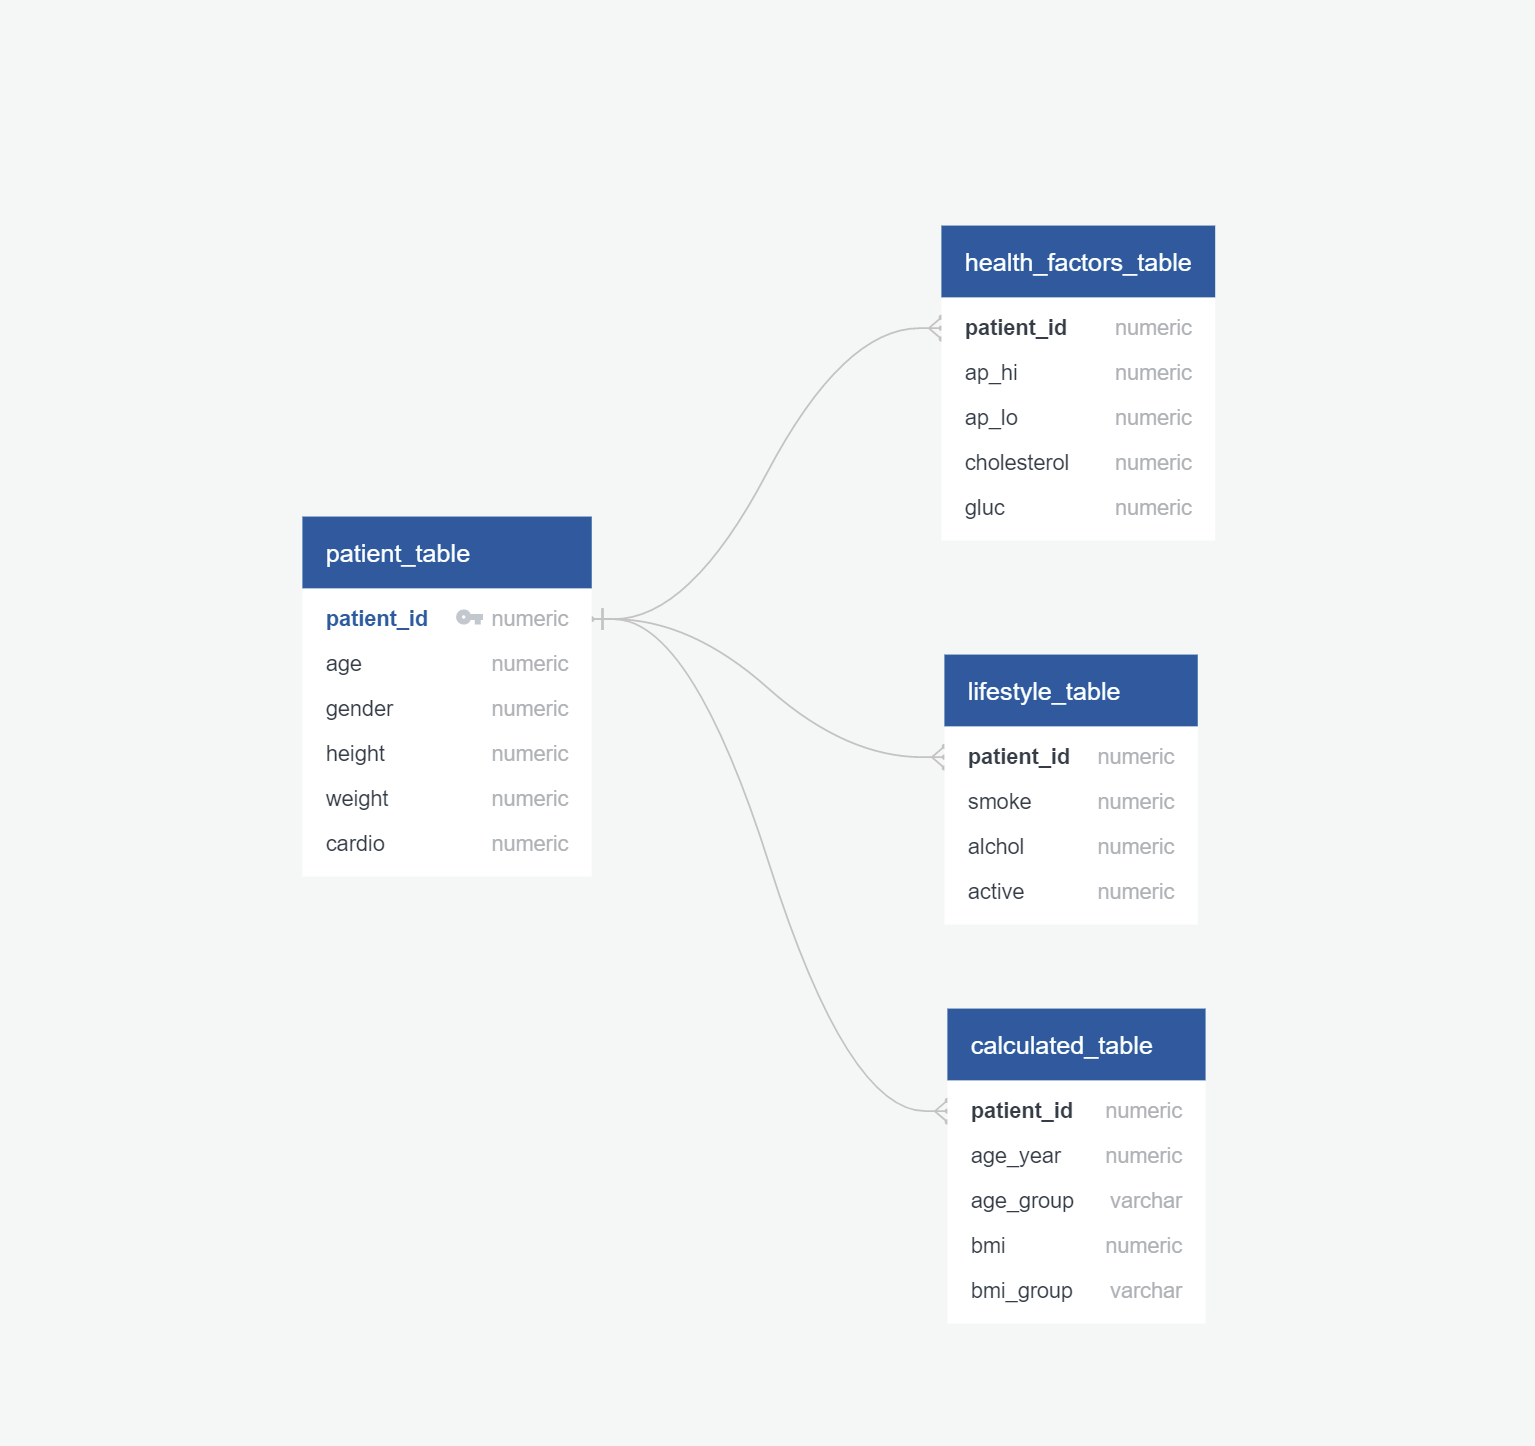 patient_table
patient_id numeric
age numeric
gender numeric
height numeric
weight numeric
cardio numeric
health_factors_table
patient_id numeric
ap_hi numeric
ap_lo numeric
cholesterol numeric
gluc numeric
lifestyle_table
patient_id numeric
smoke numeric
alchol numeric
active numeric
calculated_table
patient_id numeric
age_year numeric
age_group varchar
bmi numeric
bmi_group varchar